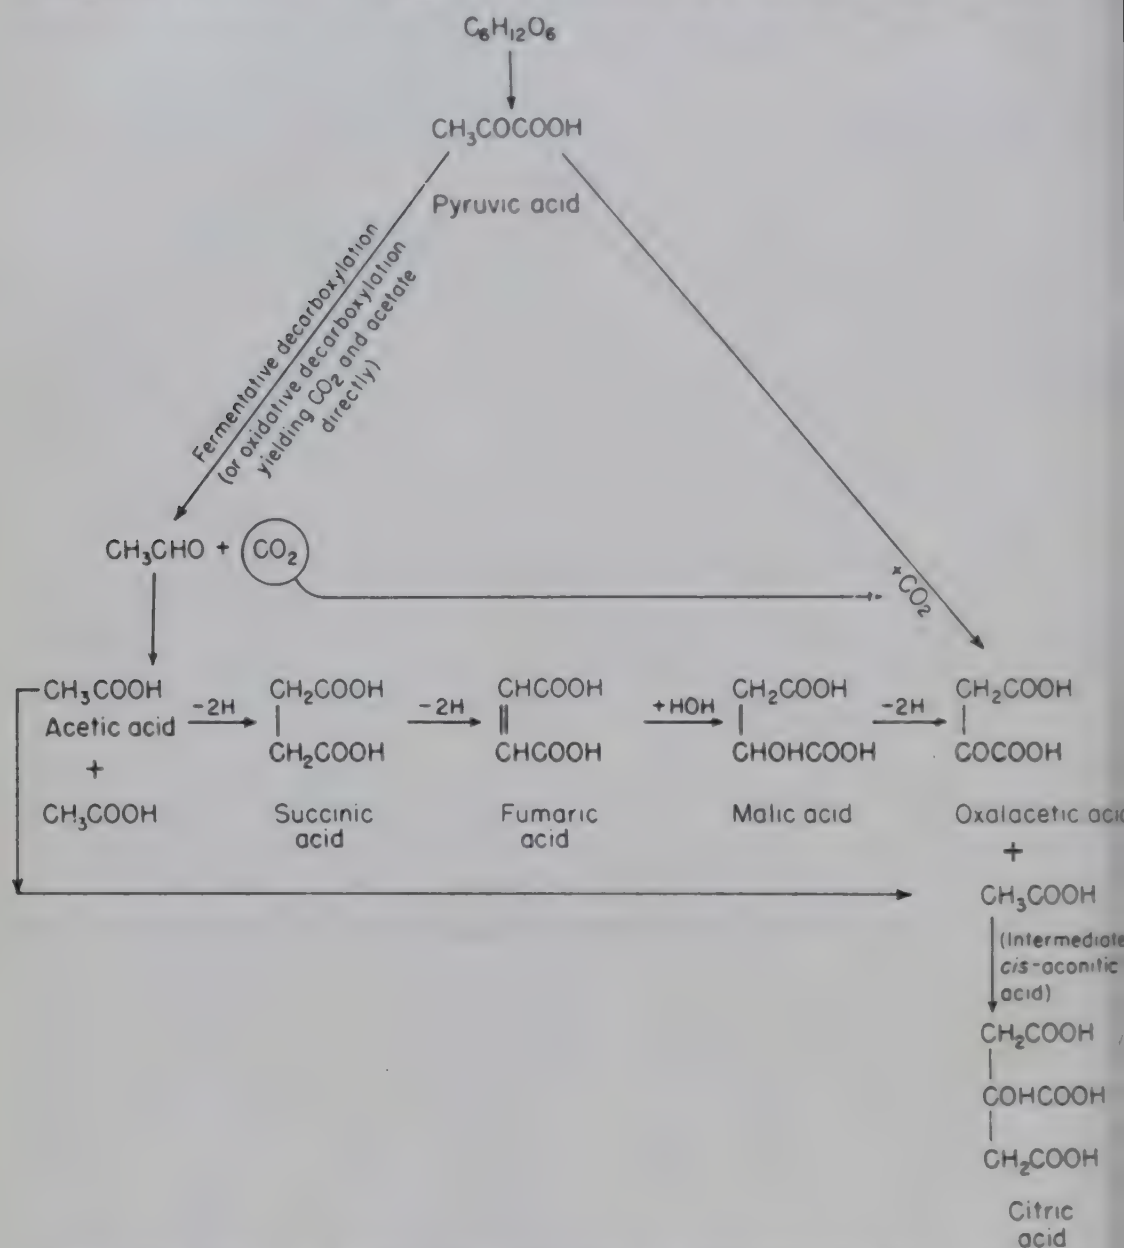 C₆H₁₂O₆
CH₃COCOOH
Pyruvic acid
Fermentative decarboxylation
(or oxidative decarboxylation
yielding CO₂ and acetate
directly)
CH₃CHO + CO₂
+CO₂
CH₃COOH -2H CH₂COOH -2H CHCOOH +HOH CH₂COOH -2H CH₂COOH
Acetic acid
+ CH₂COOH CHCOOH CHOHCOOH COCOOH
CH₃COOH Succinic Fumaric Malic acid Oxalacetic acid
acid acid
+
CH₃COOH
(Intermediate
cis-aconitic
acid)
CH₂COOH
COHCOOH
CH₂COOH
Citric
acid